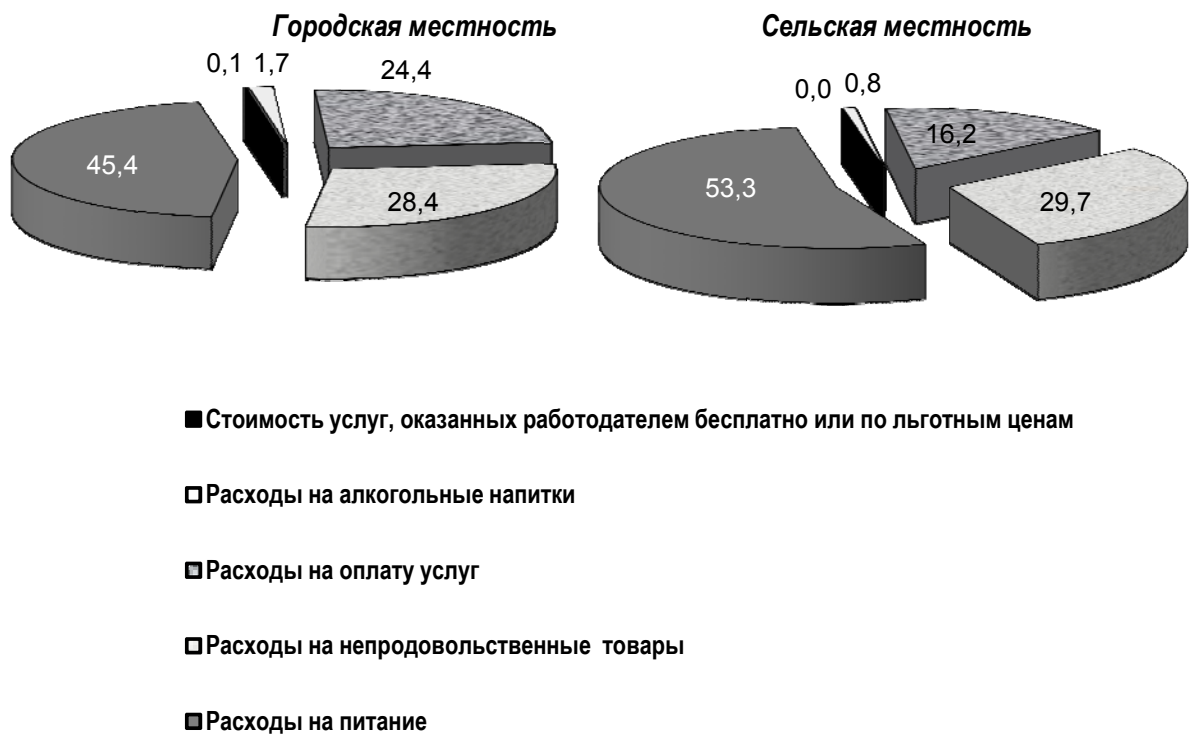 Городская местность
Сельская местность
0,1 1,7 24,4
45,4
28,4
0,0 0,8
16,2
53,3
29,7
Стоимость услуг, оказанных работодателем бесплатно или по льготным ценам
Расходы на алкогольные напитки
Расходы на оплату услуг
Расходы на непродовольственные товары
Расходы на питание